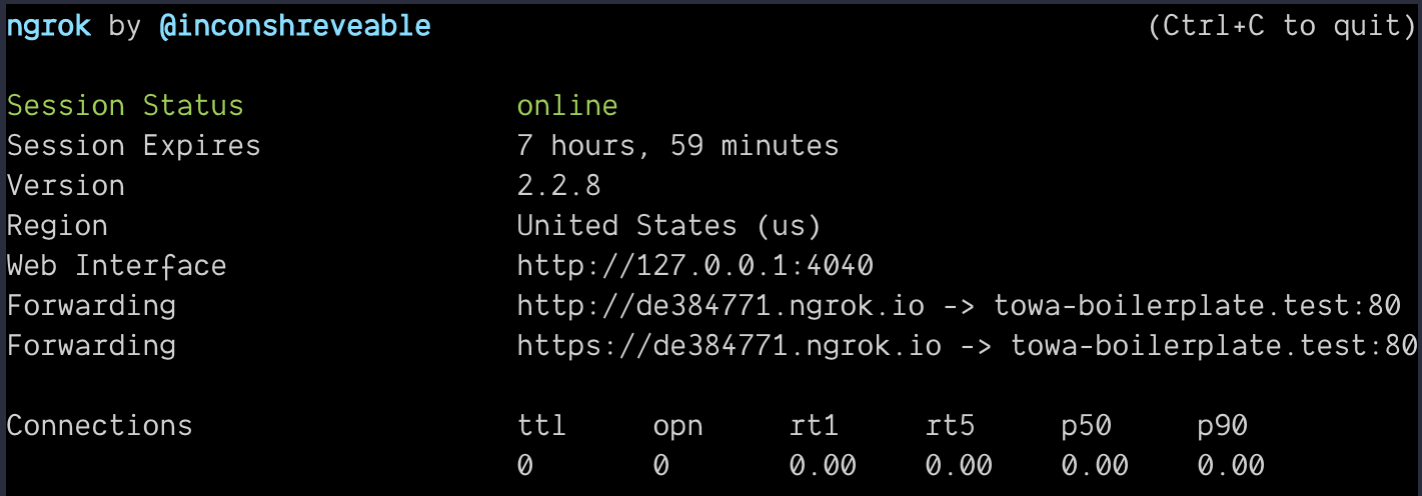 ngrok by @inconshreveable (Ctrl+C to quit)
Session Status online
Session Expires 7 hours, 59 minutes
Version 2.2.8
Region United States (us)
Web Interface http://127.0.0.1:4040
Forwarding http://de384771.ngrok.io -> towa-boilerplate.test:80
Forwarding https://de384771.ngrok.io -> towa-boilerplate.test:80
Connections ttl opn rt1 rt5 p50 p90
0 0 0.00 0.00 0.00 0.00